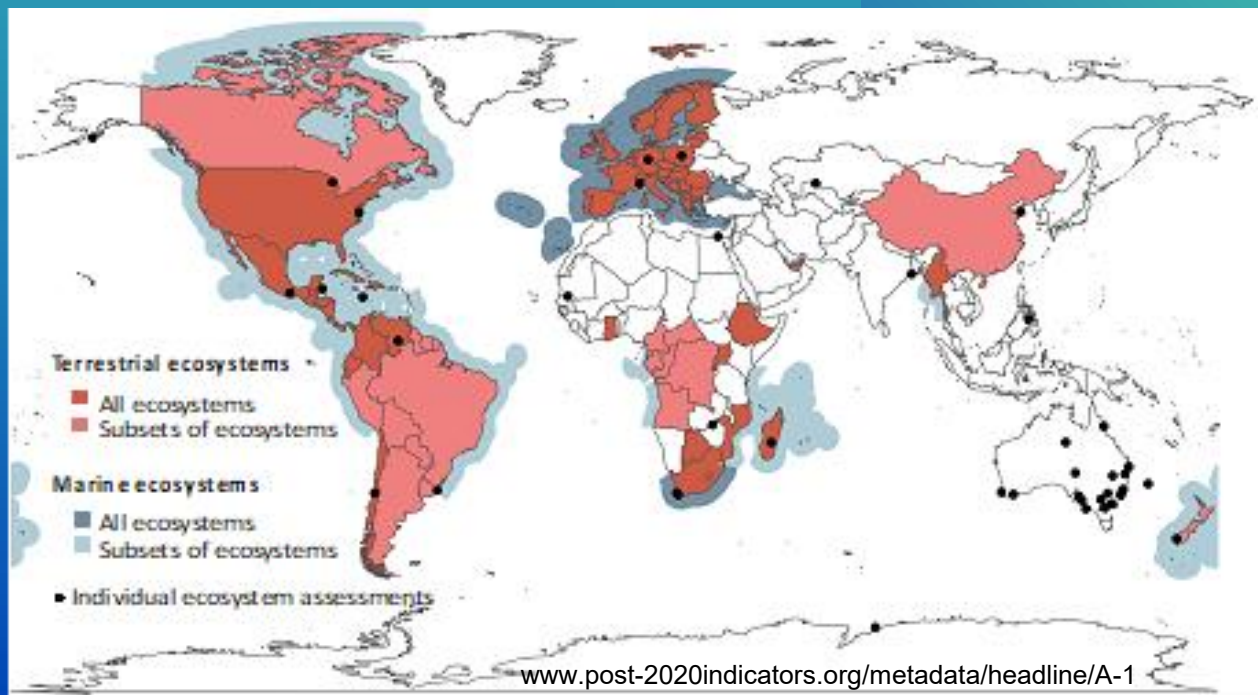 Terrestrial ecosystems
All ecosystems
Subsets of ecosystems
Marine ecosystems
All ecosystems
Subsets of ecosystems
Individual ecosystem assessments
www.post-2020indicators.org/metadata/headline/A-1